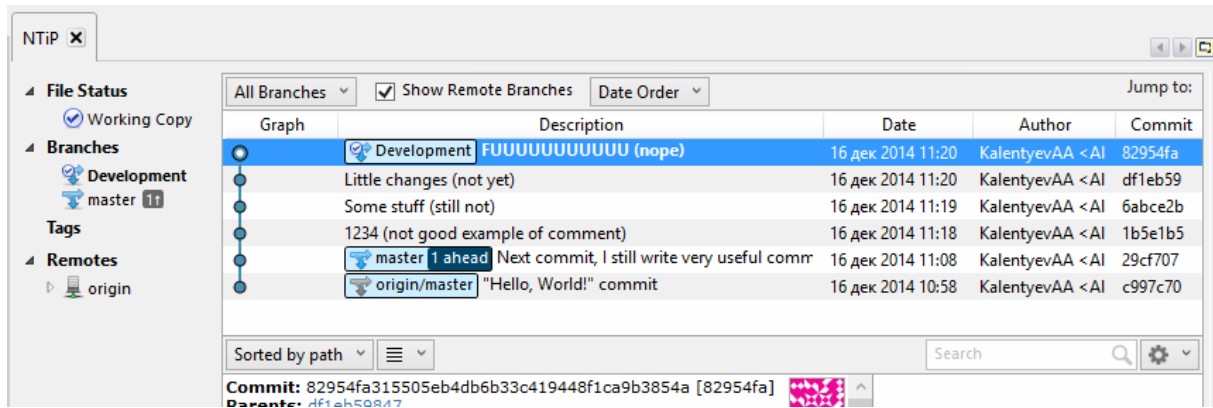 NTiP
File Status
Working Copy
Branches
Development
master 1↑
Tags
Remotes
origin
All Branches Show Remote Branches Date Order Jump to:
Graph Description Date Author Commit
Development FUUUUUUUUUUU (nope) 16 дек 2014 11:20 KalentyevAA <Al 82954fa
Little changes (not yet) 16 дек 2014 11:20 KalentyevAA <Al df1eb59
Some stuff (still not) 16 дек 2014 11:19 KalentyevAA <Al 6abce2b
1234 (not good example of comment) 16 дек 2014 11:18 KalentyevAA <Al 1b5e1b5
master 1 ahead Next commit, I still write very useful comm 16 дек 2014 11:08 KalentyevAA <Al 29cf707
origin/master "Hello, World!" commit 16 дек 2014 10:58 KalentyevAA <Al c997c70
Sorted by path Search
Commit: 82954fa315505eb4db6b33c419448f1ca9b3854a [82954fa]
Parents: df1eb59847